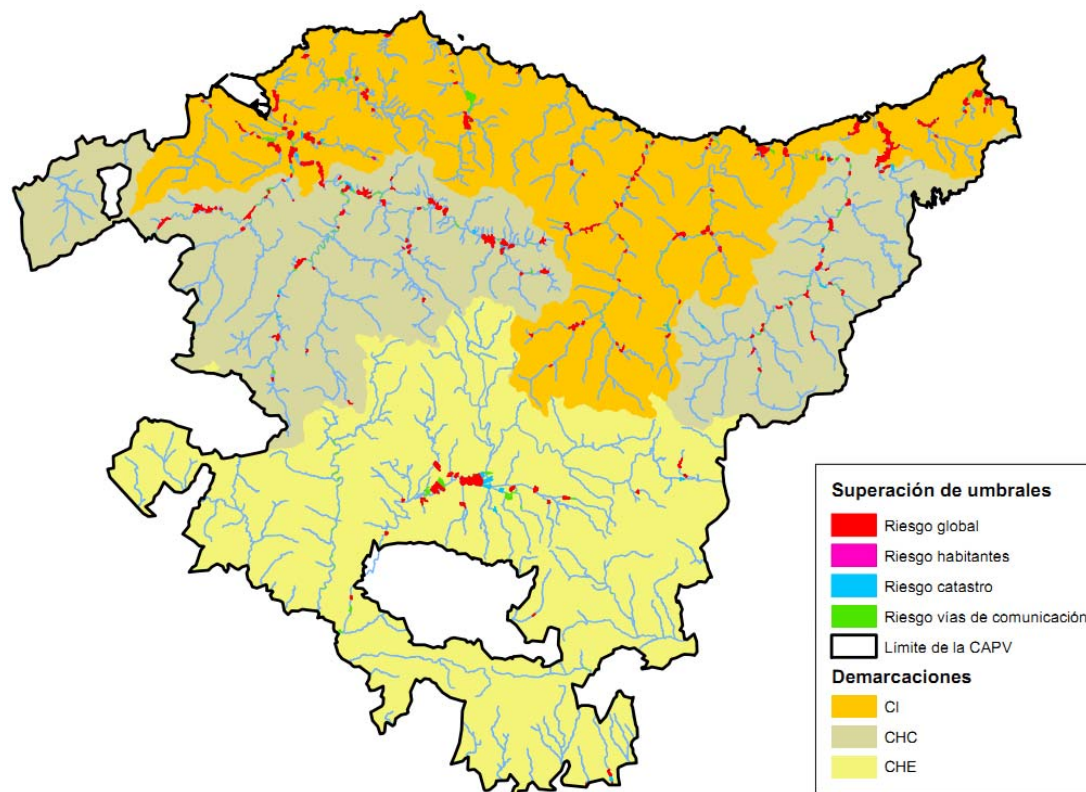 Superación de umbrales
Riesgo global
Riesgo habitantes
Riesgo catastro
Riesgo vías de comunicación
Límite de la CAPV
Demarcaciones
CI
CHC
CHE